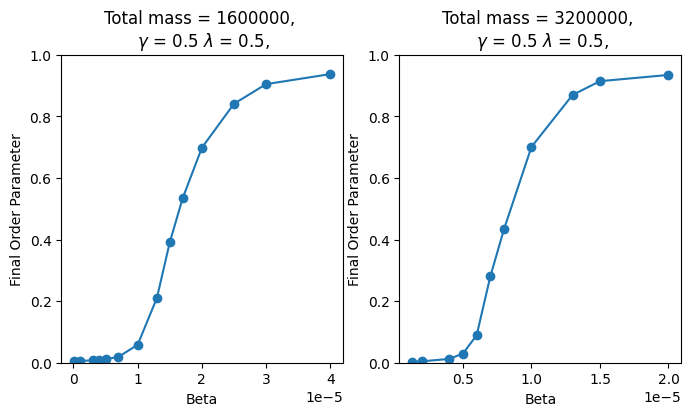 Total mass = 1600000,
γ = 0.5 λ = 0.5,
Final Order Parameter
1.0
0.8
0.6
0.4
0.2
0.0
0 1 2 3 4
1e−5
Beta
Total mass = 3200000,
γ = 0.5 λ = 0.5,
Final Order Parameter
1.0
0.8
0.6
0.4
0.2
0.0
0.5 1.0 1.5 2.0
1e−5
Beta